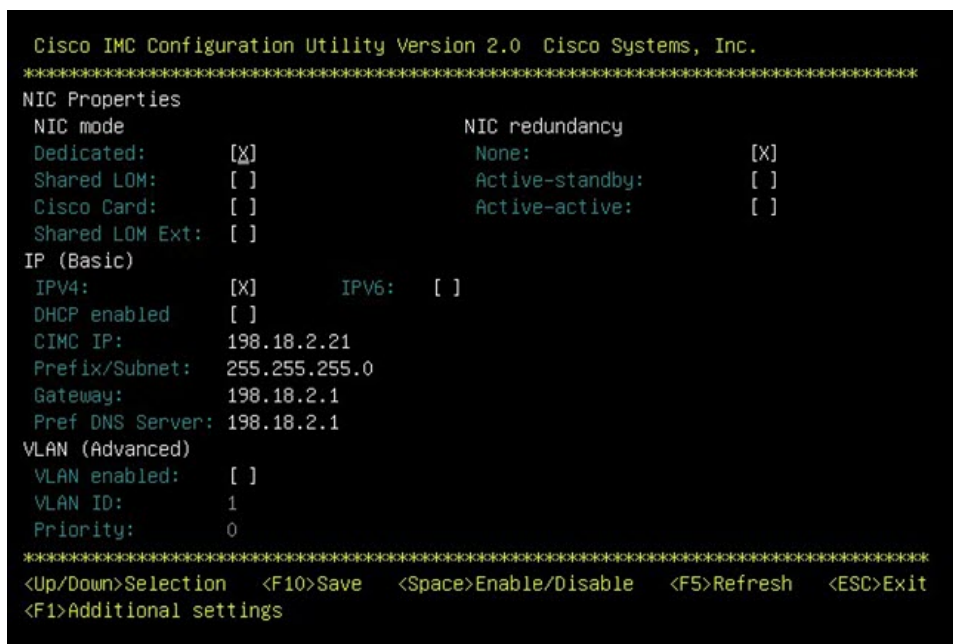 Cisco IMC Configuration Utility Version 2.0 Cisco Systems, Inc.
******************************************************************************
NIC Properties
NIC mode NIC redundancy
Dedicated: [X] None: [X]
Shared LOM: [ ] Active-standby: [ ]
Cisco Card: [ ] Active-active: [ ]
Shared LOM Ext: [ ]
IP (Basic)
IPV4: [X] IPV6: [ ]
DHCP enabled [ ]
CIMC IP: 198.18.2.21
Prefix/Subnet: 255.255.255.0
Gateway: 198.18.2.1
Pref DNS Server: 198.18.2.1
VLAN (Advanced)
VLAN enabled: [ ]
VLAN ID: 1
Priority: 0
*******************************************************************************
<Up/Down>Selection <F10>Save <Space>Enable/Disable <F5>Refresh <ESC>Exit
<F1>Additional settings